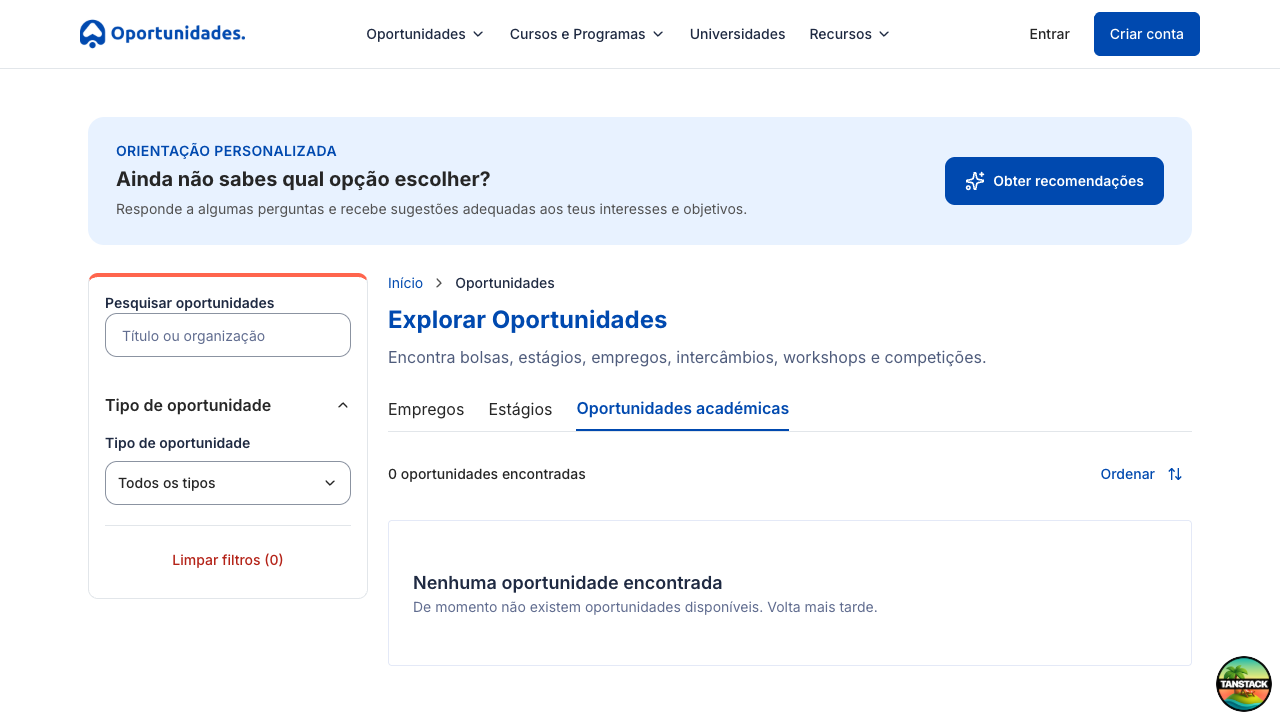 Oportunidades.
Oportunidades
Cursos e Programas
Universidades
Recursos
Entrar
Criar conta
ORIENTAÇÃO PERSONALIZADA
Ainda não sabes qual opção escolher?
Responde a algumas perguntas e recebe sugestões adequadas aos teus interesses e objetivos.
Obter recomendações
Pesquisar oportunidades
Título ou organização
Tipo de oportunidade
Tipo de oportunidade
Todos os tipos
Limpar filtros (0)
Início
Oportunidades
Explorar Oportunidades
Encontra bolsas, estágios, empregos, intercâmbios, workshops e competições.
Empregos
Estágios
Oportunidades académicas
0 oportunidades encontradas
Ordenar
Nenhuma oportunidade encontrada
De momento não existem oportunidades disponíveis. Volta mais tarde.
TANSTACK